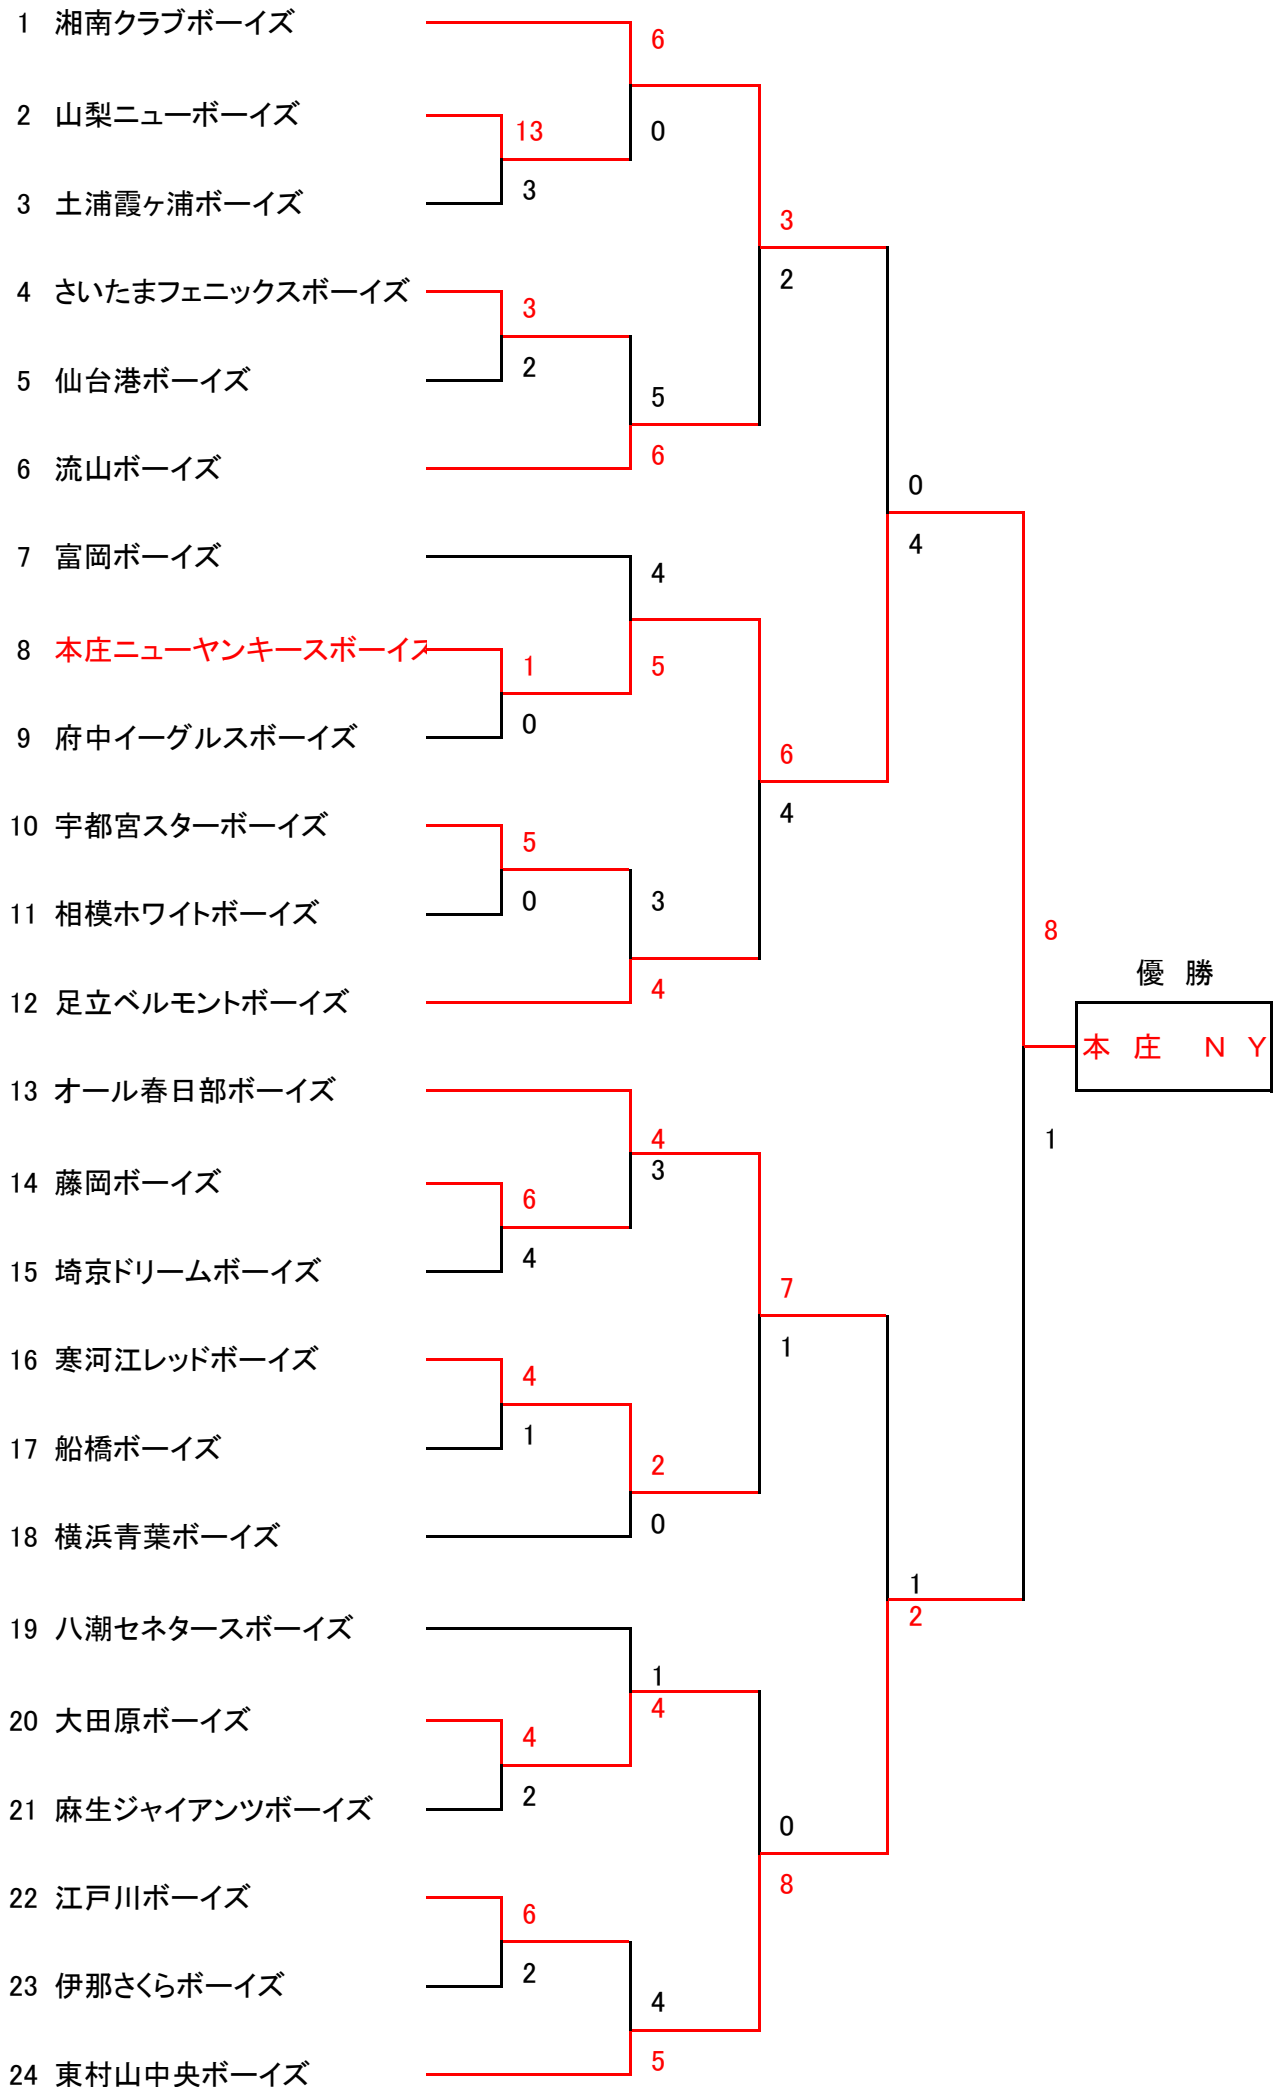 1 湘南クラブボーイズ
6
2 山梨ニューボーイズ
13
0
3 土浦霞ヶ浦ボーイズ
3
3
2
4 さいたまフェニックスボーイズ
3
5 仙台港ボーイズ
2
5
6 流山ボーイズ
6
0
4
7 富岡ボーイズ
4
8 本庄ニューヤンキースボーイズ
1
5
9 府中イーグルスボーイズ
0
6
4
10 宇都宮スターボーイズ
5
11 相模ホワイトボーイズ
0
3
8
優 勝
12 足立ベルモントボーイズ
4
本 庄 N Y
13 オール春日部ボーイズ
4
1
3
14 藤岡ボーイズ
6
15 埼京ドリームボーイズ
4
7
1
16 寒河江レッドボーイズ
4
17 船橋ボーイズ
1
2
18 横浜青葉ボーイズ
0
1
2
19 八潮セネタースボーイズ
1
4
20 大田原ボーイズ
4
21 麻生ジャイアンツボーイズ
2
0
8
22 江戸川ボーイズ
6
23 伊那さくらボーイズ
2
4
24 東村山中央ボーイズ
5